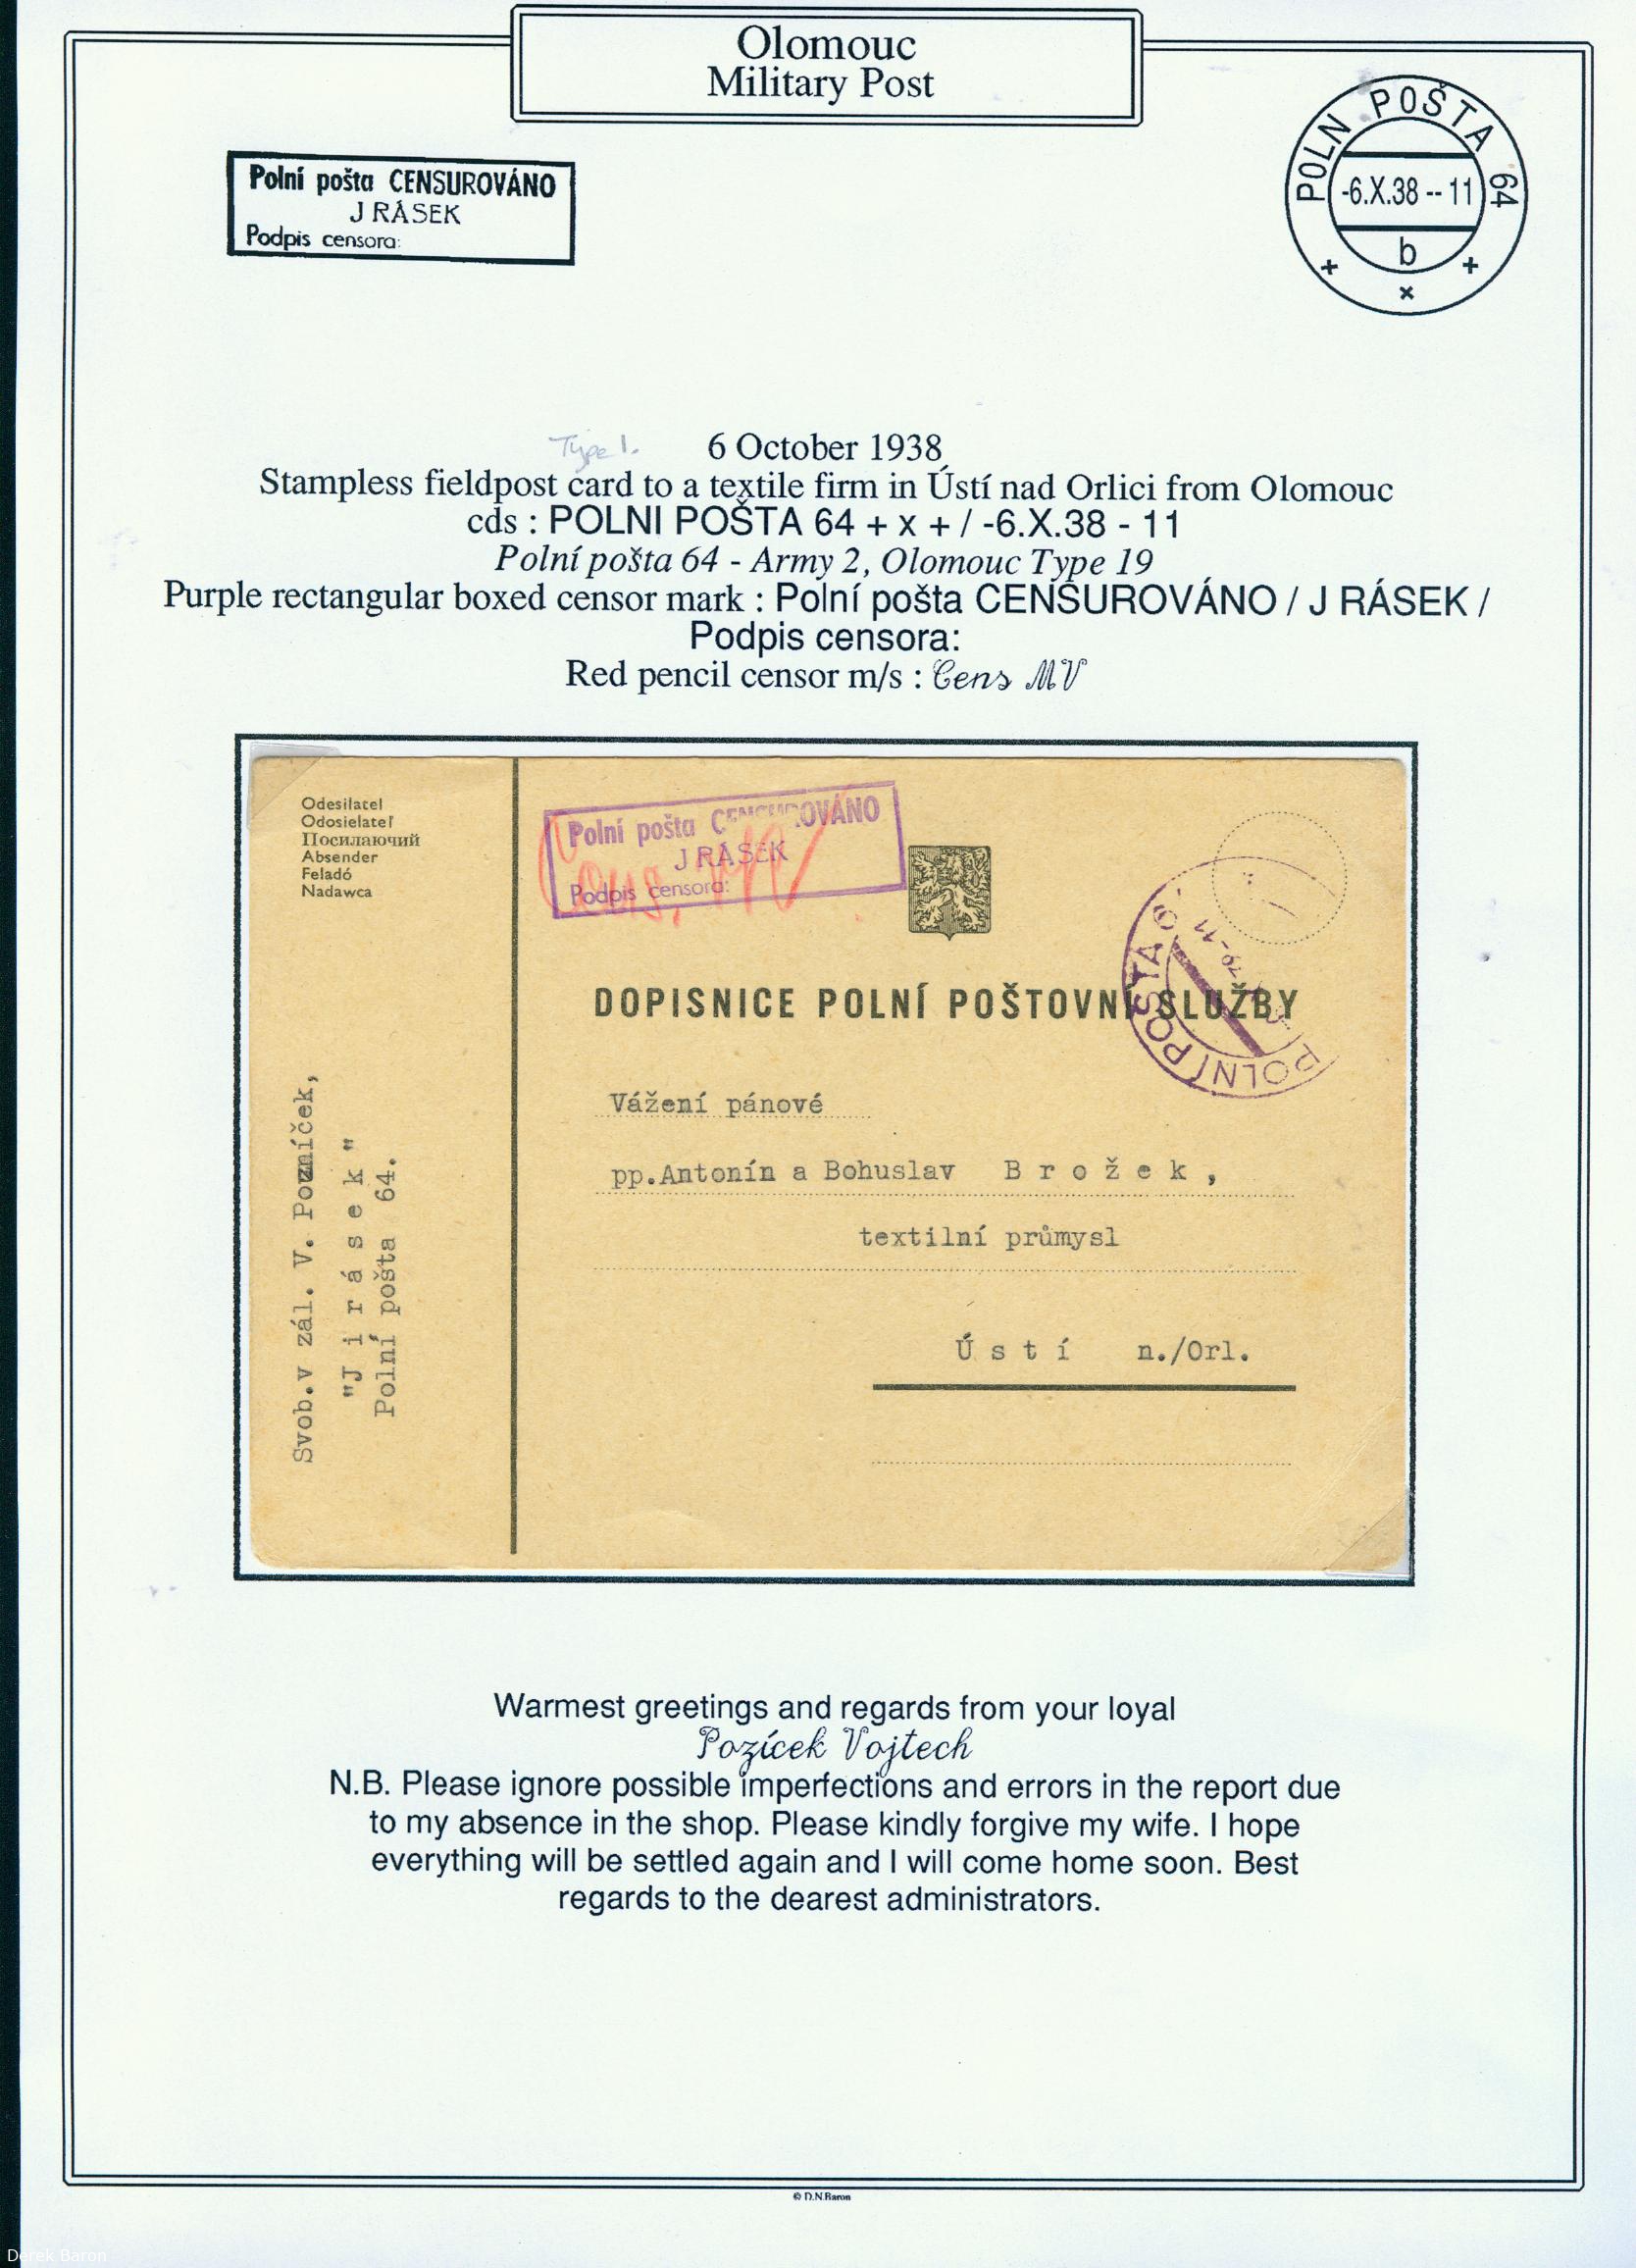 Olomouc
Military Post
Polní pošta CENSUROVÁNO
J RÁSEK
Podpis censora:
POLN POŠTA 64
-6.X.38 -- 11
b
+ x +
Type 1.
6 October 1938
Stampless fieldpost card to a textile firm in Ústí nad Orlici from Olomouc
cds : POLNI POŠTA 64 + x + / -6.X.38 - 11
Polní pošta 64 - Army 2, Olomouc Type 19
Purple rectangular boxed censor mark : Polní pošta CENSUROVÁNO / J RÁSEK /
Podpis censora:
Red pencil censor m/s : Cens MV
Odesílatel
Odosielateľ
Посилаючий
Absender
Feladó
Nadawca
Svob.v zál. V. Pozníček,
"J i r á s e k"
Polní pošta 64.
Polní pošta CENSUROVÁNO
J RÁSEK
Podpis censora:
POLNÍ POŠTA
DOPISNICE POLNÍ POŠTOVNÍ SLUŽBY
Vážení pánové
pp.Antonín a Bohuslav B r o ž e k ,
textilní průmysl
Ú s t í n./Orl.
Warmest greetings and regards from your loyal
Pozícek Vojtech
N.B. Please ignore possible imperfections and errors in the report due
to my absence in the shop. Please kindly forgive my wife. I hope
everything will be settled again and I will come home soon. Best
regards to the dearest administrators.
© D.N.Baron
Derek Baron